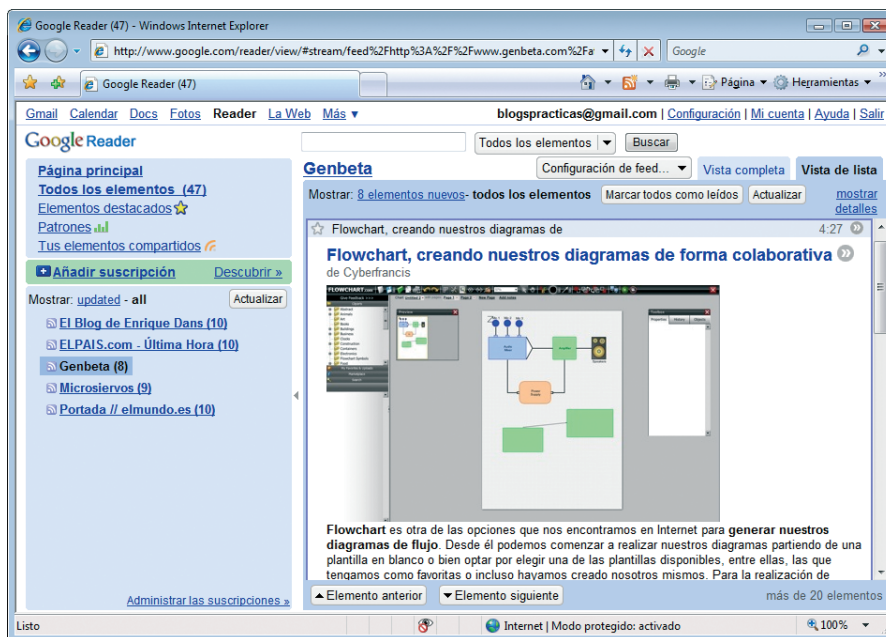 Google Reader (47) - Windows Internet Explorer
http://www.google.com/reader/view/#stream/feed%2Fhttp%3A%2F%2Fwww.genbeta.com%2Fa
Google
Google Reader (47)
Página
Herramientas
Gmail Calendar Docs Fotos Reader La Web Más
blogspracticas@gmail.com | Configuración | Mi cuenta | Ayuda | Salir
Google Reader
Todos los elementos
Buscar
Página principal
Todos los elementos (47)
Elementos destacados
Patrones
Tus elementos compartidos
Añadir suscripción
Descubrir »
Mostrar: updated - all
Actualizar
El Blog de Enrique Dans (10)
ELPAIS.com - Última Hora (10)
Genbeta (8)
Microsiervos (9)
Portada // elmundo.es (10)
Administrar las suscripciones »
Genbeta
Configuración de feed...
Vista completa
Vista de lista
Mostrar: 8 elementos nuevos- todos los elementos
Marcar todos como leídos
Actualizar
mostrar
detalles
Flowchart, creando nuestros diagramas de
4:27
Flowchart, creando nuestros diagramas de forma colaborativa
de Cyberfrancis
FLOWCHART.com
Flowchart es otra de las opciones que nos encontramos en Internet para generar nuestros
diagramas de flujo. Desde él podemos comenzar a realizar nuestros diagramas partiendo de una
plantilla en blanco o bien optar por elegir una de las plantillas disponibles, entre ellas, las que
tengamos como favoritas o incluso hayamos creado nosotros mismos. Para la realización de
Elemento anterior
Elemento siguiente
más de 20 elementos
Listo
Internet | Modo protegido: activado
100%